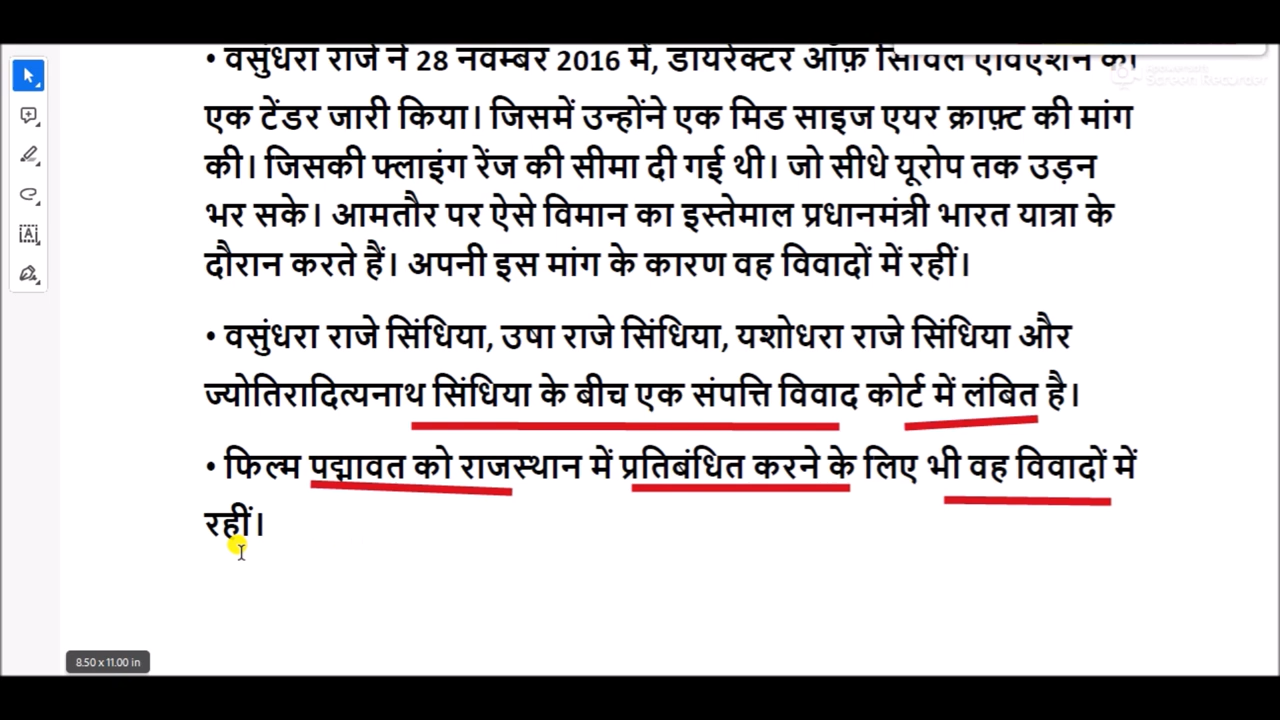 • वसुंधरा राजे ने 28 नवम्बर 2016 में, डायरेक्टर ऑफ़ सिविल एविएशन का
एक टेंडर जारी किया। जिसमें उन्होंने एक मिड साइज एयर क्राफ़्ट की मांग
की। जिसकी फ्लाइंग रेंज की सीमा दी गई थी। जो सीधे यूरोप तक उड़न
भर सके। आमतौर पर ऐसे विमान का इस्तेमाल प्रधानमंत्री भारत यात्रा के
दौरान करते हैं। अपनी इस मांग के कारण वह विवादों में रहीं।
• वसुंधरा राजे सिंधिया, उषा राजे सिंधिया, यशोधरा राजे सिंधिया और
ज्योतिरादित्यनाथ सिंधिया के बीच एक संपत्ति विवाद कोर्ट में लंबित है।
• फिल्म पद्मावत को राजस्थान में प्रतिबंधित करने के लिए भी वह विवादों में
रहीं।
8.50 x 11.00 in
Screen Recorder